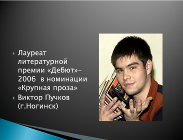 Лауреат
литературной
премии «Дебют»-
2006 в номинации
«Крупная проза»
Виктор Пучков
(г.Ногинск)